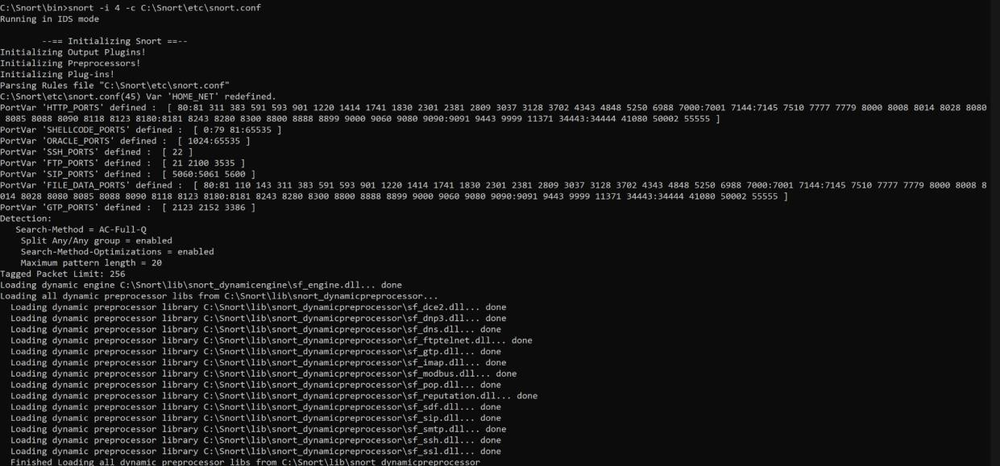 C:\Snort\bin>snort -i 4 -c C:\Snort\etc\snort.conf
Running in IDS mode
--== Initializing Snort ==--
Initializing Output Plugins!
Initializing Preprocessors!
Initializing Plug-ins!
Parsing Rules file "C:\Snort\etc\snort.conf"
C:\Snort\etc\snort.conf(45) Var 'HOME_NET' redefined.
PortVar 'HTTP_PORTS' defined :  [ 80:81 311 383 591 593 901 1220 1414 1741 1830 2301 2381 2809 3037 3128 3702 4343 4848 5250 6988 7000:7001 7144:7145 7510 7777 7779 8000 8008 8014 8028 8080
8085 8088 8090 8118 8123 8180:8181 8243 8280 8300 8800 8888 8899 9000 9060 9080 9090:9091 9443 9999 11371 34443:34444 41080 50002 55555 ]
PortVar 'SHELLCODE_PORTS' defined :  [ 0:79 81:65535 ]
PortVar 'ORACLE_PORTS' defined :  [ 1024:65535 ]
PortVar 'SSH_PORTS' defined :  [ 22 ]
PortVar 'FTP_PORTS' defined :  [ 21 2100 3535 ]
PortVar 'SIP_PORTS' defined :  [ 5060:5061 5600 ]
PortVar 'FILE_DATA_PORTS' defined :  [ 80:81 110 143 311 383 591 593 901 1220 1414 1741 1830 2301 2381 2809 3037 3128 3702 4343 4848 5250 6988 7000:7001 7144:7145 7510 7777 7779 8000 8008 8
014 8028 8080 8085 8088 8090 8118 8123 8180:8181 8243 8280 8300 8800 8888 8899 9000 9060 9080 9090:9091 9443 9999 11371 34443:34444 41080 50002 55555 ]
PortVar 'GTP_PORTS' defined :  [ 2123 2152 3386 ]
Detection:
Search-Method = AC-Full-Q
Split Any/Any group = enabled
Search-Method-Optimizations = enabled
Maximum pattern length = 20
Tagged Packet Limit: 256
Loading dynamic engine C:\Snort\lib\snort_dynamicengine\sf_engine.dll... done
Loading all dynamic preprocessor libs from C:\Snort\lib\snort_dynamicpreprocessor...
Loading dynamic preprocessor library C:\Snort\lib\snort_dynamicpreprocessor\sf_dce2.dll... done
Loading dynamic preprocessor library C:\Snort\lib\snort_dynamicpreprocessor\sf_dnp3.dll... done
Loading dynamic preprocessor library C:\Snort\lib\snort_dynamicpreprocessor\sf_dns.dll... done
Loading dynamic preprocessor library C:\Snort\lib\snort_dynamicpreprocessor\sf_ftptelnet.dll... done
Loading dynamic preprocessor library C:\Snort\lib\snort_dynamicpreprocessor\sf_gtp.dll... done
Loading dynamic preprocessor library C:\Snort\lib\snort_dynamicpreprocessor\sf_imap.dll... done
Loading dynamic preprocessor library C:\Snort\lib\snort_dynamicpreprocessor\sf_modbus.dll... done
Loading dynamic preprocessor library C:\Snort\lib\snort_dynamicpreprocessor\sf_pop.dll... done
Loading dynamic preprocessor library C:\Snort\lib\snort_dynamicpreprocessor\sf_reputation.dll... done
Loading dynamic preprocessor library C:\Snort\lib\snort_dynamicpreprocessor\sf_sdf.dll... done
Loading dynamic preprocessor library C:\Snort\lib\snort_dynamicpreprocessor\sf_sip.dll... done
Loading dynamic preprocessor library C:\Snort\lib\snort_dynamicpreprocessor\sf_smtp.dll... done
Loading dynamic preprocessor library C:\Snort\lib\snort_dynamicpreprocessor\sf_ssh.dll... done
Loading dynamic preprocessor library C:\Snort\lib\snort_dynamicpreprocessor\sf_ssl.dll... done
Finished Loading all dynamic preprocessor libs from C:\Snort\lib\snort_dynamicpreprocessor